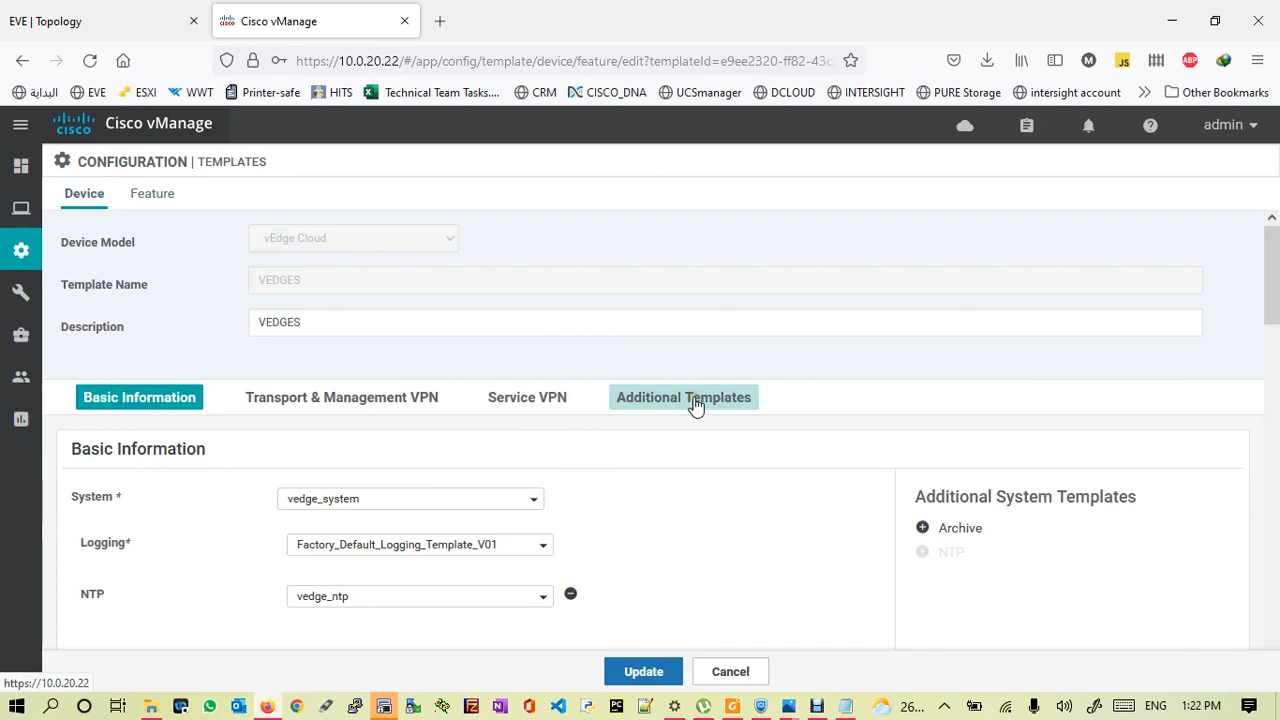 EVE | Topology
Cisco vManage
https://10.0.20.22/#/app/config/template/device/feature/edit?templateId=e9ee2320-ff82-43c
البداية
EVE
ESXI
WWT
Printer-safe
HITS
Technical Team Tasks....
CRM
CISCO_DNA
UCSmanager
DCLOUD
INTERSIGHT
PURE Storage
intersight account
Other Bookmarks
cisco
Cisco vManage
admin
CONFIGURATION | TEMPLATES
Device
Feature
Device Model
vEdge Cloud
Template Name
VEDGES
Description
VEDGES
Basic Information
Transport & Management VPN
Service VPN
Additional Templates
Basic Information
System *
vedge_system
Additional System Templates
Logging*
Factory_Default_Logging_Template_V01
Archive
NTP
NTP
vedge_ntp
Update
Cancel
https://10.0.20.22
26...
ENG
1:22 PM